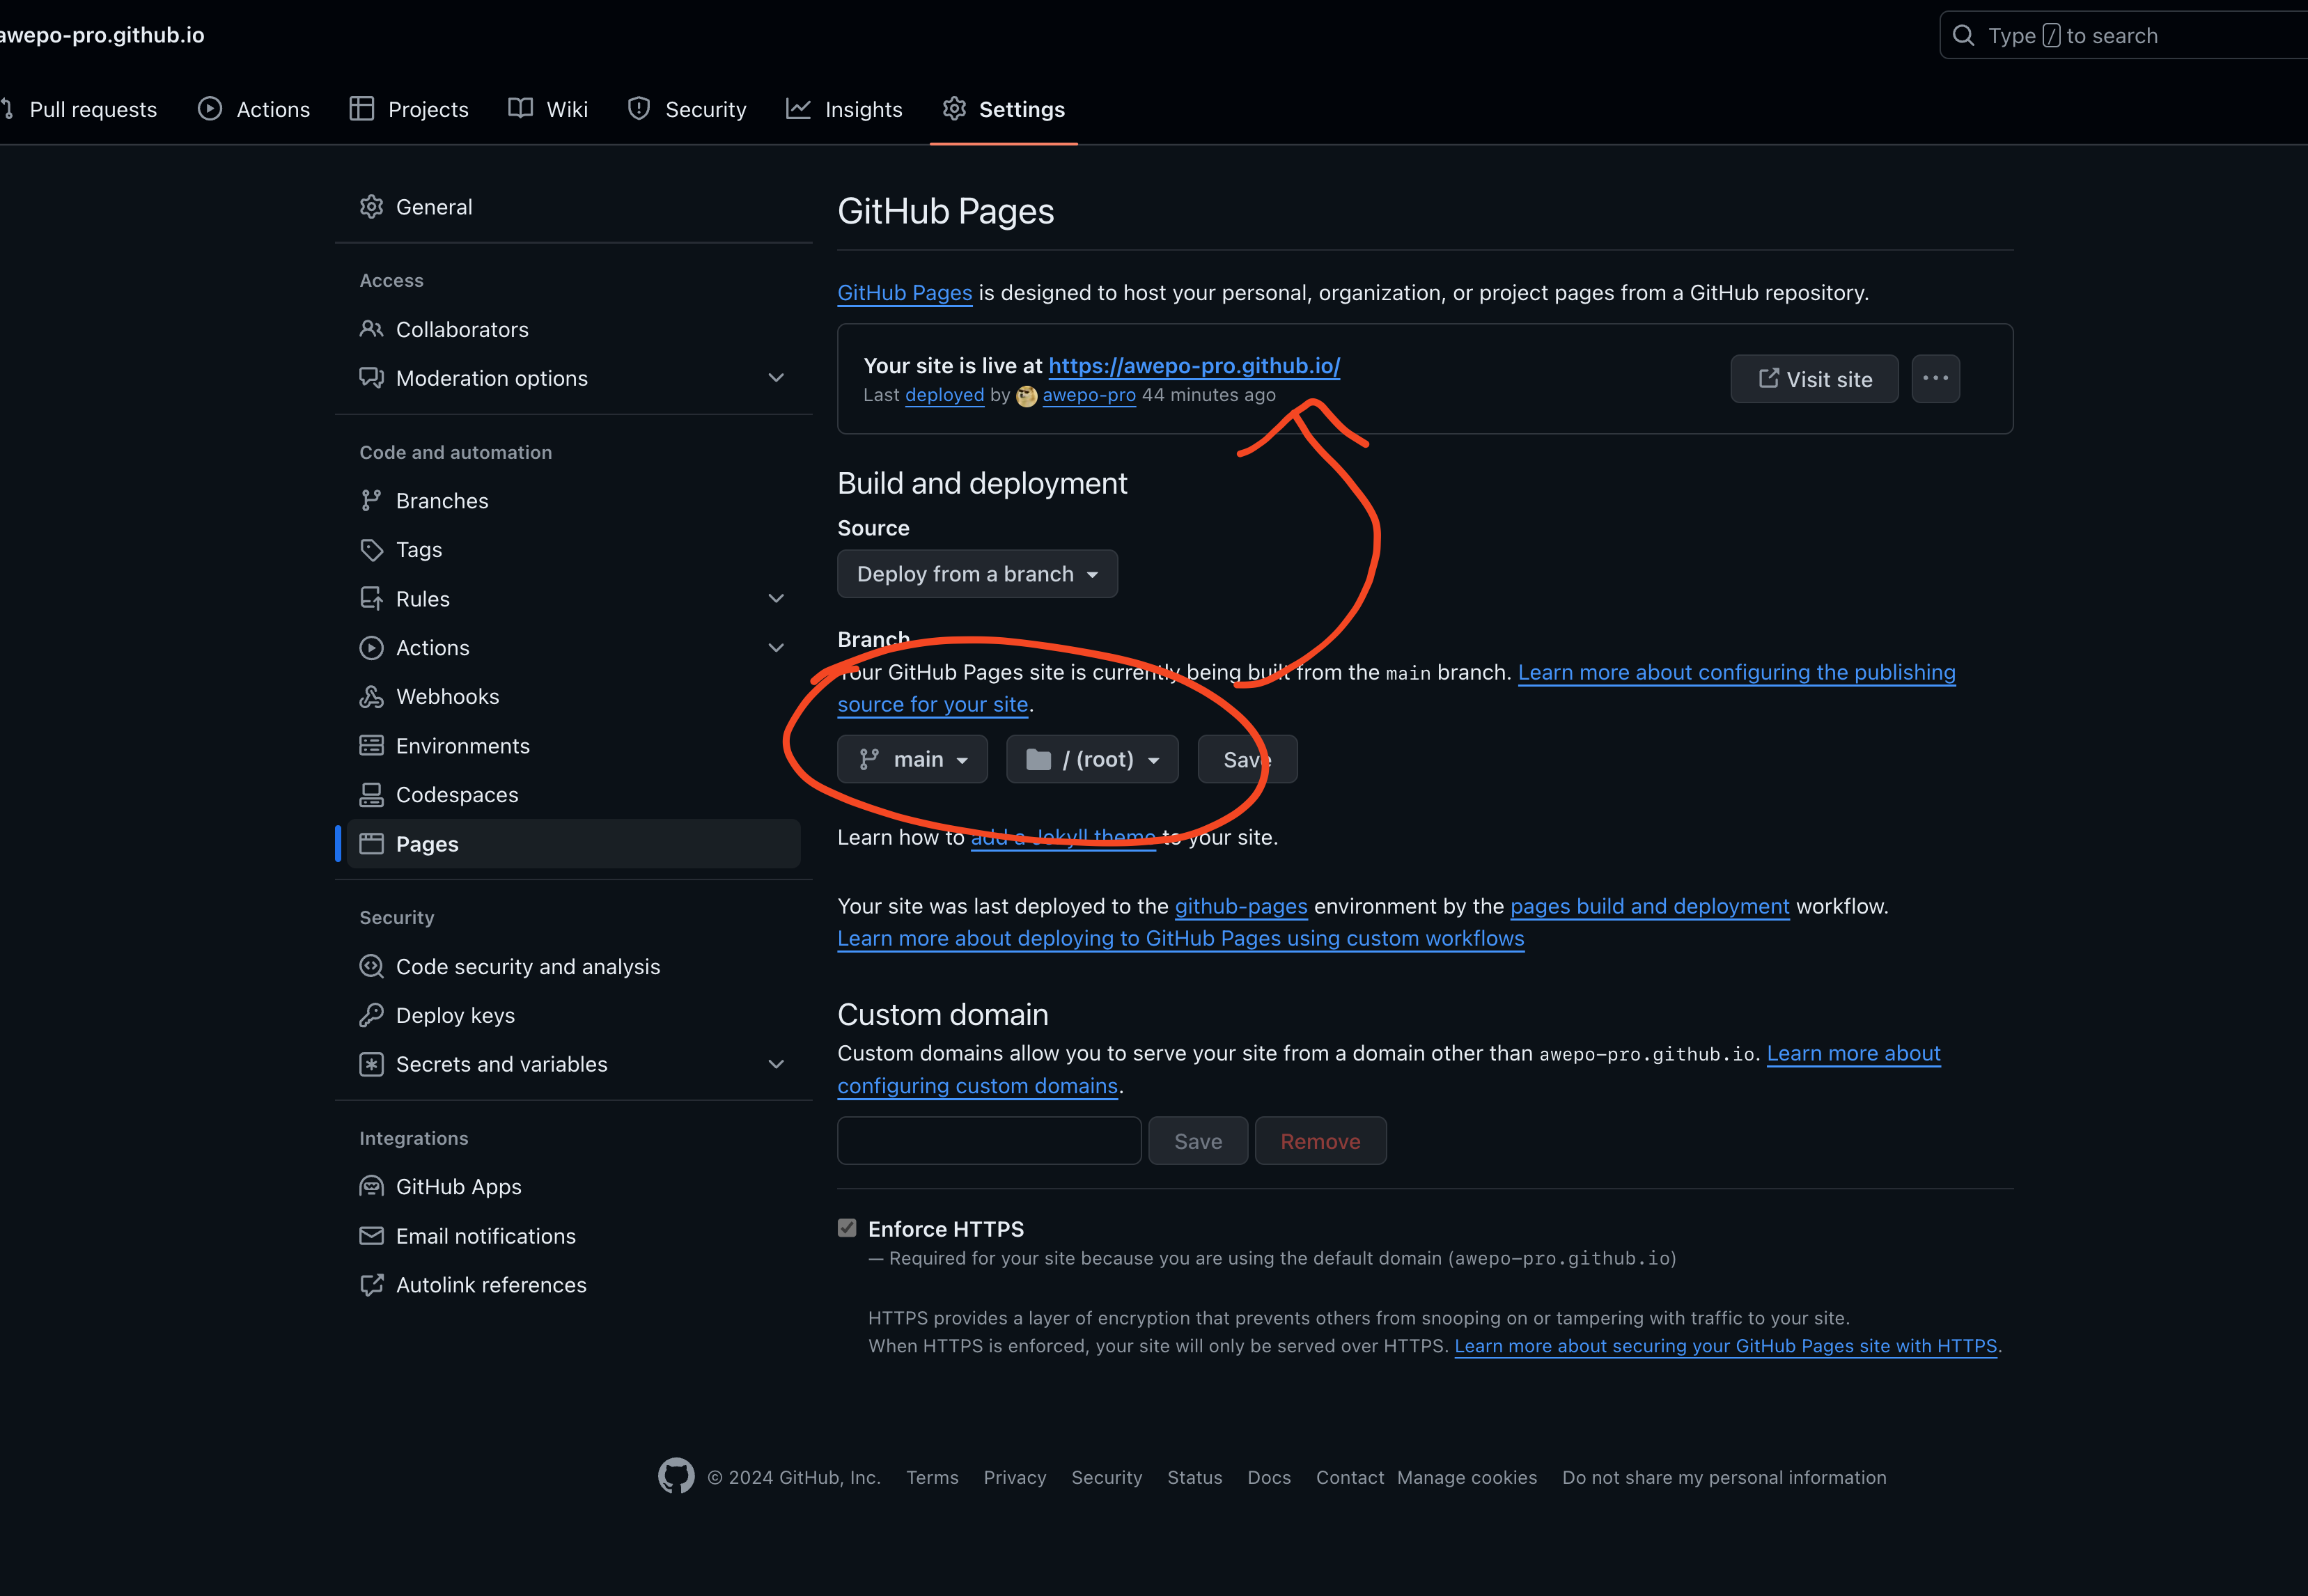 awepo-pro.github.io
Type / to search
Pull requests
Actions
Projects
Wiki
Security
Insights
Settings
General
Access
Collaborators
Moderation options
Code and automation
Branches
Tags
Rules
Actions
Webhooks
Environments
Codespaces
Pages
Security
Code security and analysis
Deploy keys
Secrets and variables
Integrations
GitHub Apps
Email notifications
Autolink references
GitHub Pages
GitHub Pages is designed to host your personal, organization, or project pages from a GitHub repository.
Your site is live at https://awepo-pro.github.io/
Last deployed by awepo-pro 44 minutes ago
Visit site
Build and deployment
Source
Deploy from a branch
Branch
Your GitHub Pages site is currently being built from the main branch. Learn more about configuring the publishing
source for your site.
main
/ (root)
Save
Learn how to add a Jekyll theme to your site.
Your site was last deployed to the github-pages environment by the pages build and deployment workflow.
Learn more about deploying to GitHub Pages using custom workflows
Custom domain
Custom domains allow you to serve your site from a domain other than awepo-pro.github.io. Learn more about
configuring custom domains.
Save
Remove
Enforce HTTPS
— Required for your site because you are using the default domain (awepo-pro.github.io)
HTTPS provides a layer of encryption that prevents others from snooping on or tampering with traffic to your site.
When HTTPS is enforced, your site will only be served over HTTPS. Learn more about securing your GitHub Pages site with HTTPS.
© 2024 GitHub, Inc.
Terms
Privacy
Security
Status
Docs
Contact
Manage cookies
Do not share my personal information